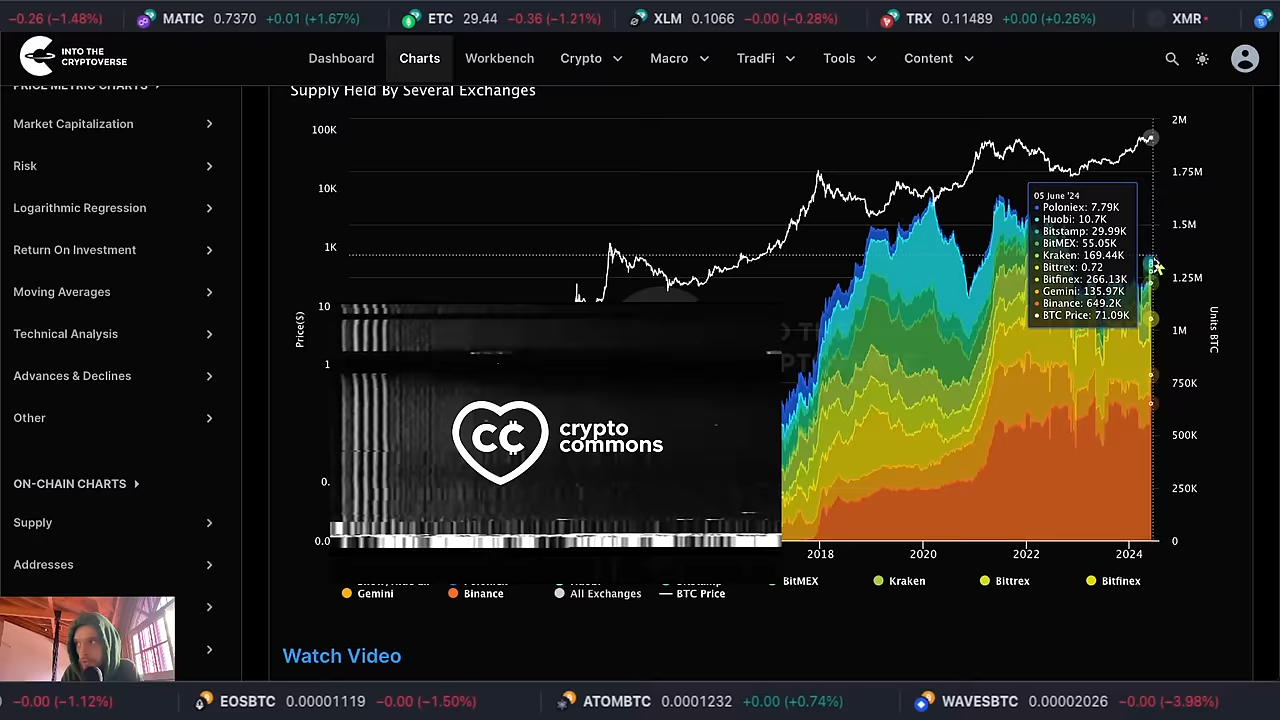 -0.26 (−1.48%) MATIC 0.7370 +0.01 (+1.67%) ETC 29.44 −0.36 (−1.21%) XLM 0.1066 −0.00 (−0.28%) TRX 0.11489 +0.00 (+0.26%) XMR
INTO THE
CRYPTOVERSE
Dashboard Charts Workbench Crypto Macro TradFi Tools Content
PRICE METRIC CHARTS
Market Capitalization
Risk
Logarithmic Regression
Return On Investment
Moving Averages
Technical Analysis
Advances & Declines
Other
ON-CHAIN CHARTS
Supply
Addresses
Supply Held By Several Exchanges
100K
10K
1K
10
1
0.
0.0
Price($)
2M
1.75M
1.5M
1.25M
1M
750K
500K
250K
0
Units BTC
05 June '24
Poloniex: 7.79K
Huobi: 10.7K
Bitstamp: 29.99K
BitMEX: 55.05K
Kraken: 169.44K
Bittrex: 0.72
Bitfinex: 266.13K
Gemini: 135.97K
Binance: 649.2K
BTC Price: 71.09K
CC crypto
commons
2018 2020 2022 2024
BitMEX Kraken Bittrex Bitfinex
Gemini Binance All Exchanges BTC Price
Watch Video
−0.00 (−1.12%) EOSBTC 0.00001119 −0.00 (−1.50%) ATOMBTC 0.0001232 +0.00 (+0.74%) WAVESBTC 0.00002026 −0.00 (−3.98%)